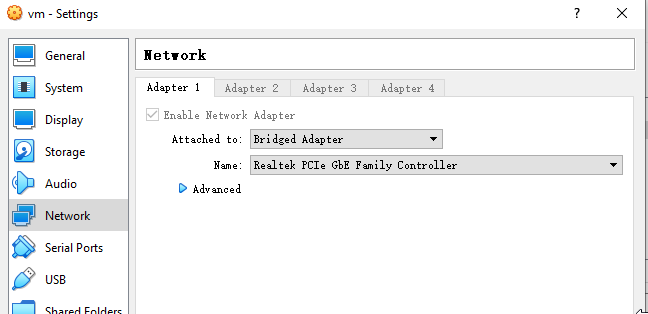 vm - Settings
General
System
Display
Storage
Audio
Network
Serial Ports
USB
Shared Folders
Network
Adapter 1 Adapter 2 Adapter 3 Adapter 4
Enable Network Adapter
Attached to: Bridged Adapter
Name: Realtek PCIe GbE Family Controller
Advanced